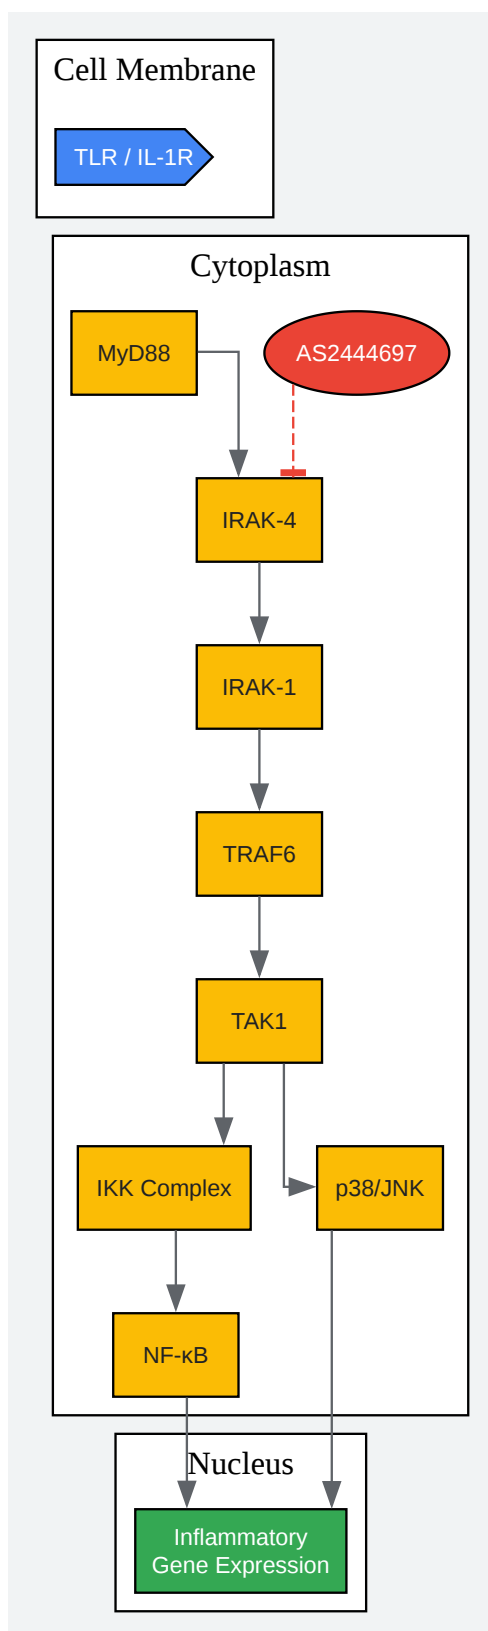 Cell Membrane
TLR / IL-1R
Cytoplasm
MyD88
AS2444697
IRAK-4
IRAK-1
TRAF6
TAK1
IKK Complex
p38/JNK
NF-κB
Nucleus
Inflammatory
Gene Expression